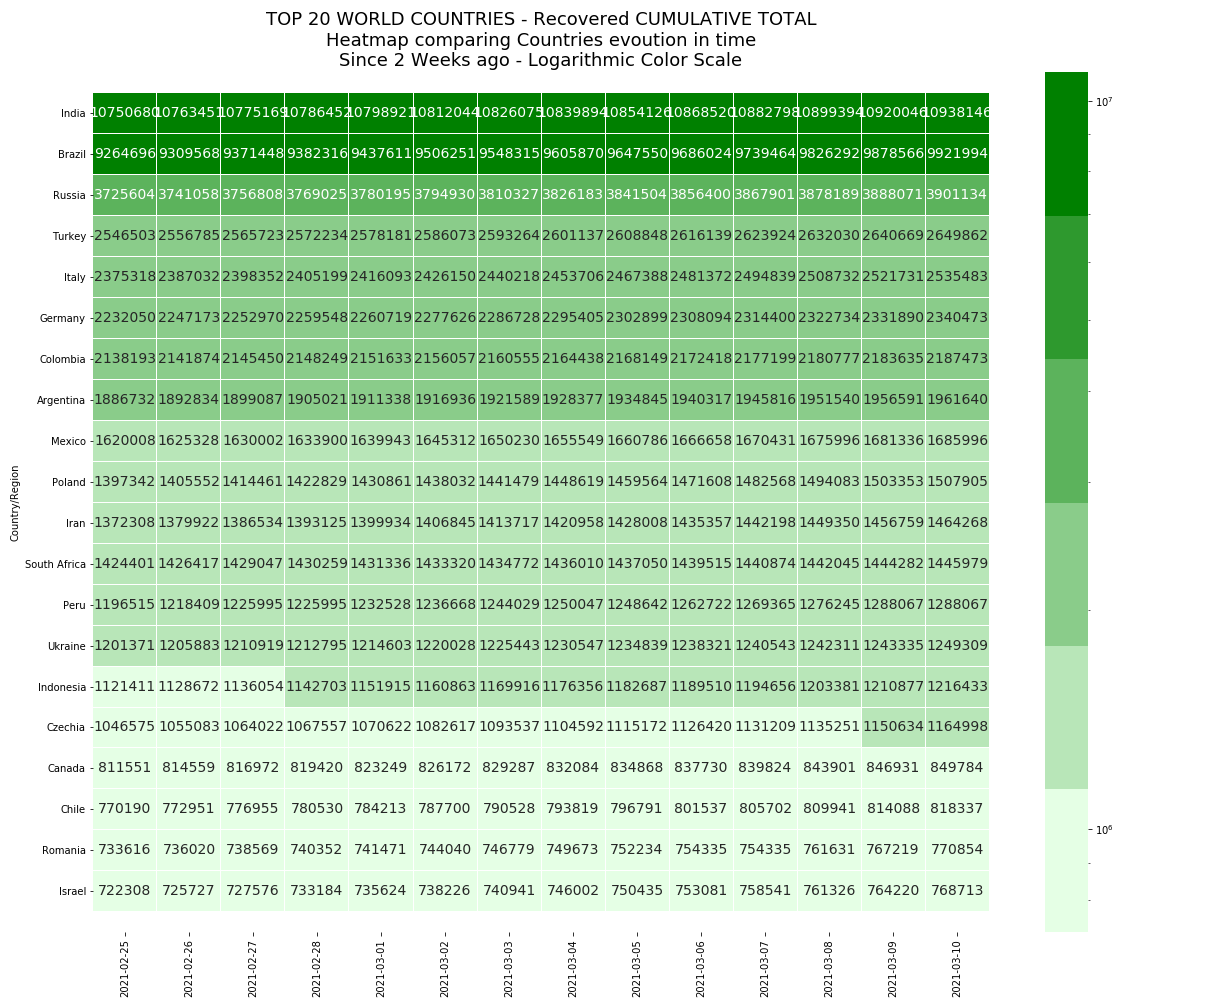 TOP 20 WORLD COUNTRIES - Recovered CUMULATIVE TOTAL
Heatmap comparing Countries evoution in time
Since 2 Weeks ago - Logarithmic Color Scale
India 10750680 10763451 10775169 10786452 10798921 10812044 10826075 10839894 10854126 10868520 10882798 10899394 10920046 10938146
Brazil 9264696 9309568 9371448 9382316 9437611 9506251 9548315 9605870 9647550 9686024 9739464 9826292 9878566 9921994
Russia 3725604 3741058 3756808 3769025 3780195 3794930 3810327 3826183 3841504 3856400 3867901 3878189 3888071 3901134
Turkey 2546503 2556785 2565723 2572234 2578181 2586073 2593264 2601137 2608848 2616139 2623924 2632030 2640669 2649862
Italy 2375318 2387032 2398352 2405199 2416093 2426150 2440218 2453706 2467388 2481372 2494839 2508732 2521731 2535483
Germany 2232050 2247173 2252970 2259548 2260719 2277626 2286728 2295405 2302899 2308094 2314400 2322734 2331890 2340473
Colombia 2138193 2141874 2145450 2148249 2151633 2156057 2160555 2164438 2168149 2172418 2177199 2180777 2183635 2187473
Argentina 1886732 1892834 1899087 1905021 1911338 1916936 1921589 1928377 1934845 1940317 1945816 1951540 1956591 1961640
Mexico 1620008 1625328 1630002 1633900 1639943 1645312 1650230 1655549 1660786 1666658 1670431 1675996 1681336 1685996
Poland 1397342 1405552 1414461 1422829 1430861 1438032 1441479 1448619 1459564 1471608 1482568 1494083 1503353 1507905
Iran 1372308 1379922 1386534 1393125 1399934 1406845 1413717 1420958 1428008 1435357 1442198 1449350 1456759 1464268
South Africa 1424401 1426417 1429047 1430259 1431336 1433320 1434772 1436010 1437050 1439515 1440874 1442045 1444282 1445979
Peru 1196515 1218409 1225995 1225995 1232528 1236668 1244029 1250047 1248642 1262722 1269365 1276245 1288067 1288067
Ukraine 1201371 1205883 1210919 1212795 1214603 1220028 1225443 1230547 1234839 1238321 1240543 1242311 1243335 1249309
Indonesia 1121411 1128672 1136054 1142703 1151915 1160863 1169916 1176356 1182687 1189510 1194656 1203381 1210877 1216433
Czechia 1046575 1055083 1064022 1067557 1070622 1082617 1093537 1104592 1115172 1126420 1131209 1135251 1150634 1164998
Canada 811551 814559 816972 819420 823249 826172 829287 832084 834868 837730 839824 843901 846931 849784
Chile 770190 772951 776955 780530 784213 787700 790528 793819 796791 801537 805702 809941 814088 818337
Romania 733616 736020 738569 740352 741471 744040 746779 749673 752234 754335 754335 761631 767219 770854
Israel 722308 725727 727576 733184 735624 738226 740941 746002 750435 753081 758541 761326 764220 768713
2021-02-25 2021-02-26 2021-02-27 2021-02-28 2021-03-01 2021-03-02 2021-03-03 2021-03-04 2021-03-05 2021-03-06 2021-03-07 2021-03-08 2021-03-09 2021-03-10
Country/Region
10⁷
10⁶